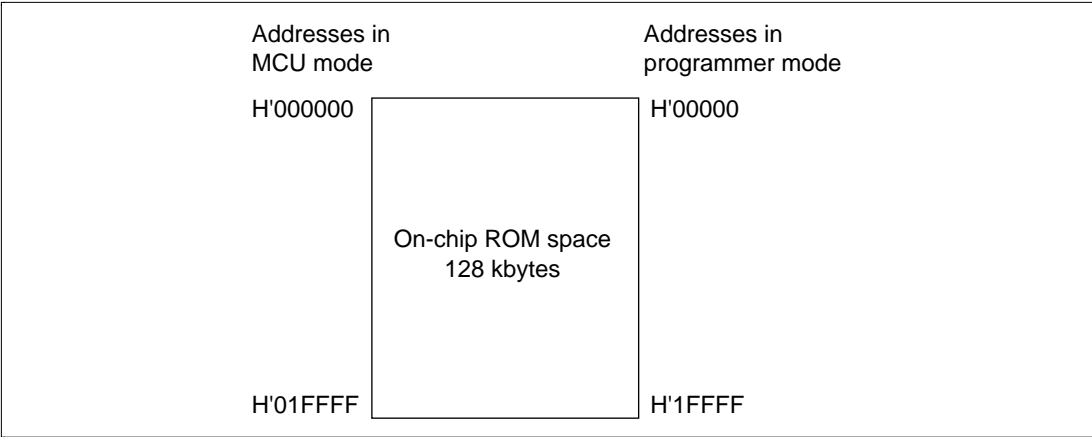 Addresses in
MCU mode
Addresses in
programmer mode
H'000000
H'00000
On-chip ROM space
128 kbytes
H'01FFFF
H'1FFFF